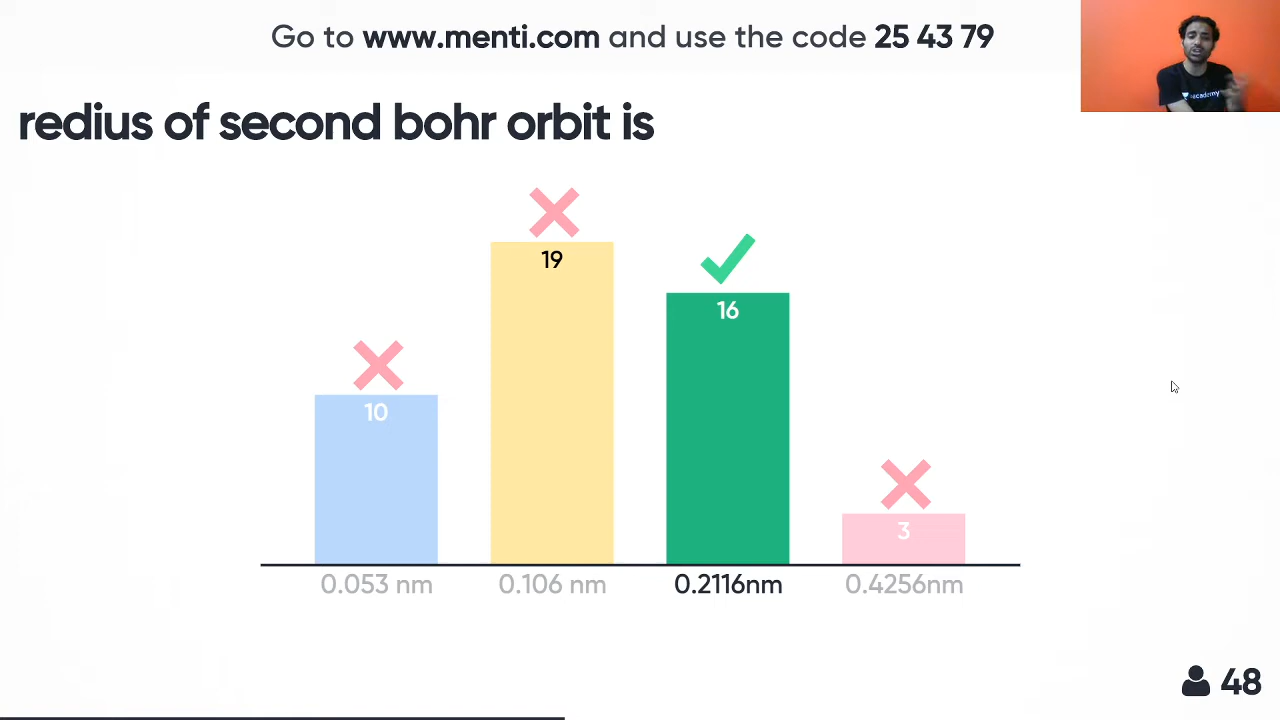 Go to www.menti.com and use the code 25 43 79
redius of second bohr orbit is
10
19
16
3
0.053 nm
0.106 nm
0.2116nm
0.4256nm
48